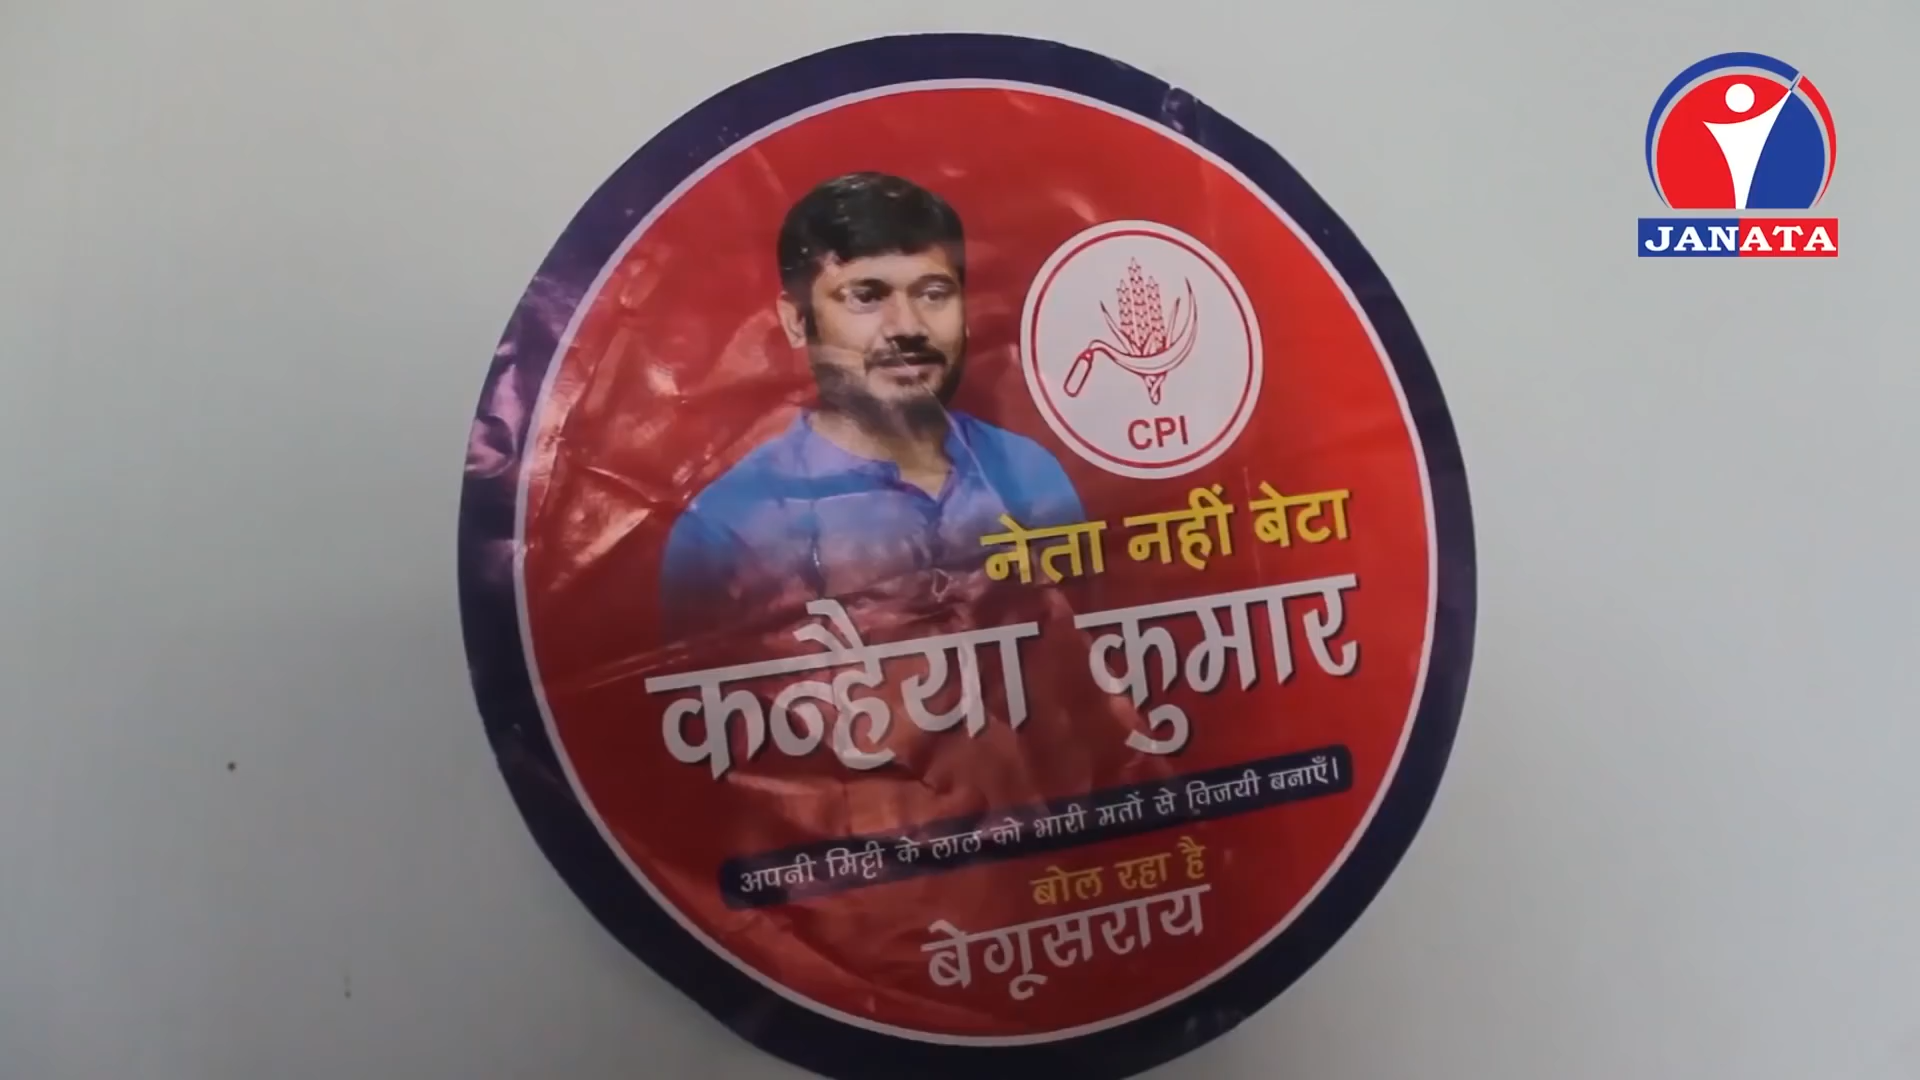 JANATA
CPI
नेता नहीं बेटा
कन्हैया कुमार
अपनी मिट्टी के लाल को भारी मतों से विजयी बनाएँ।
बोल रहा है
बेगूसराय